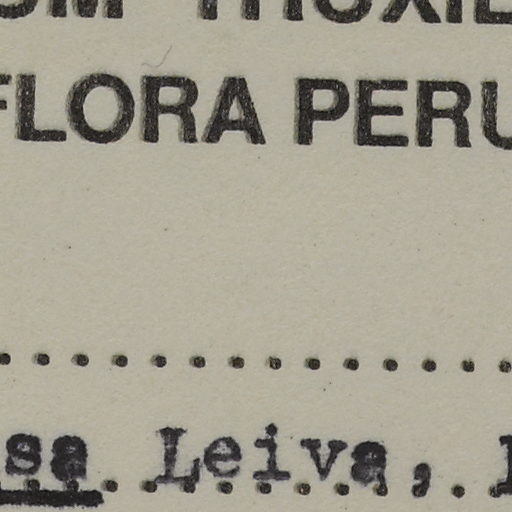 FLORA PERU
sa Leiva,